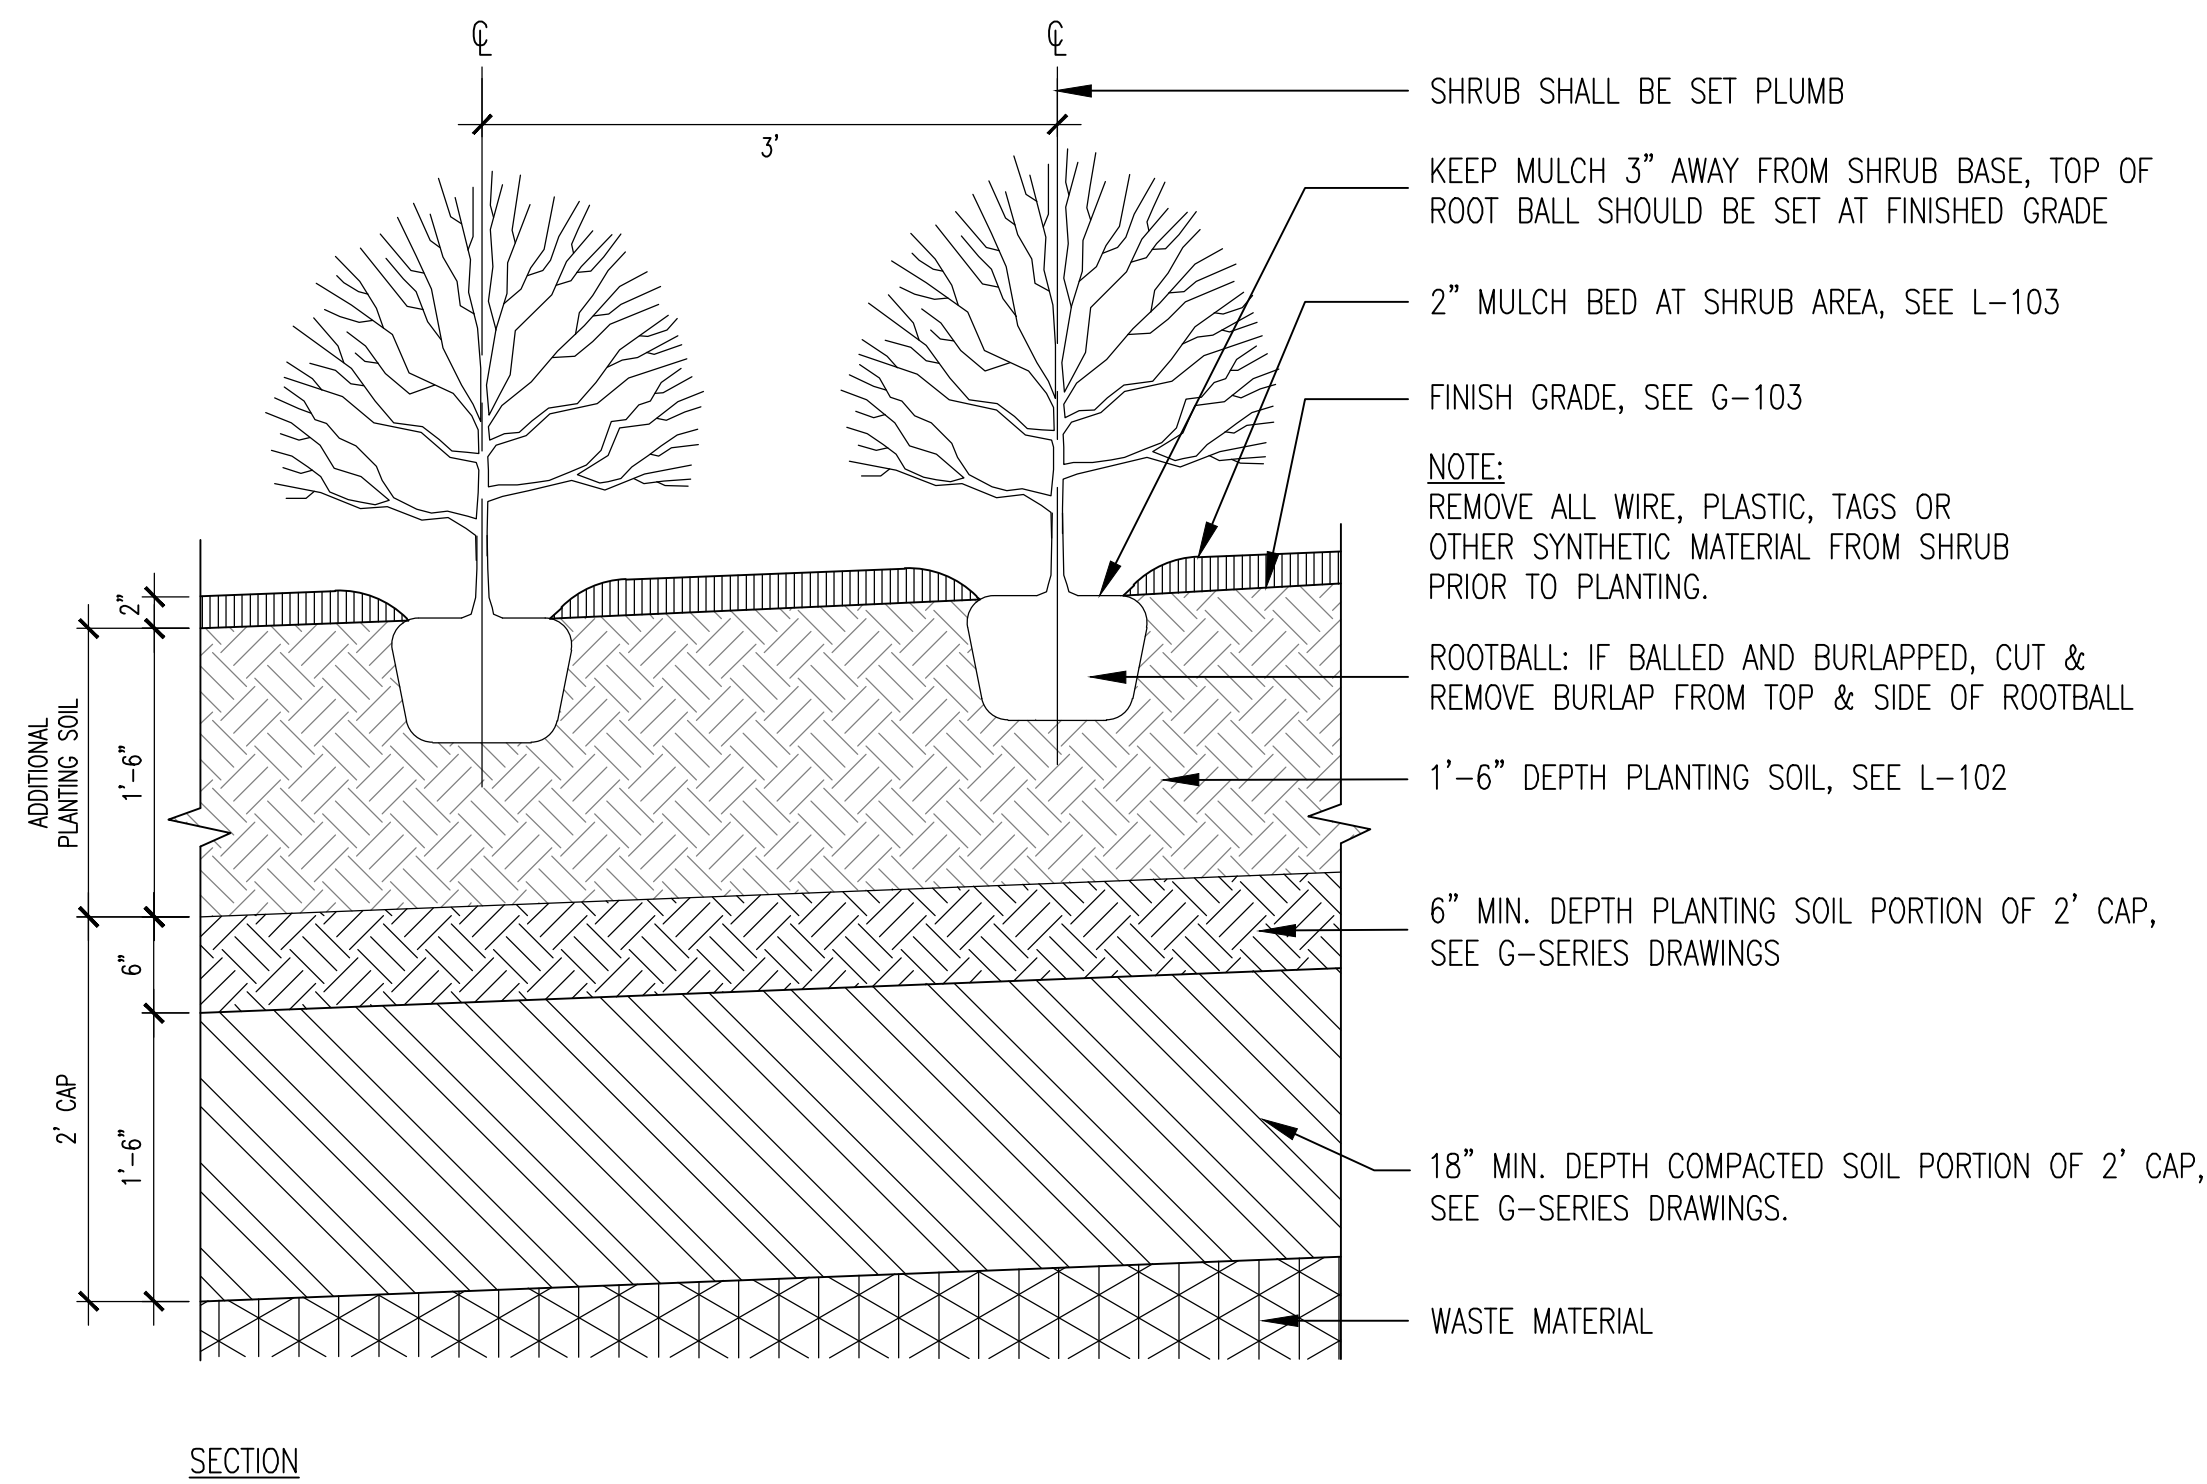 ℄ ℄
3'
SHRUB SHALL BE SET PLUMB
KEEP MULCH 3” AWAY FROM SHRUB BASE, TOP OF
ROOT BALL SHOULD BE SET AT FINISHED GRADE
2” MULCH BED AT SHRUB AREA, SEE L-103
FINISH GRADE, SEE G-103
NOTE:
REMOVE ALL WIRE, PLASTIC, TAGS OR
OTHER SYNTHETIC MATERIAL FROM SHRUB
PRIOR TO PLANTING.
ROOTBALL: IF BALLED AND BURLAPPED, CUT &
REMOVE BURLAP FROM TOP & SIDE OF ROOTBALL
1'-6” DEPTH PLANTING SOIL, SEE L-102
6” MIN. DEPTH PLANTING SOIL PORTION OF 2' CAP,
SEE G-SERIES DRAWINGS
18” MIN. DEPTH COMPACTED SOIL PORTION OF 2' CAP,
SEE G-SERIES DRAWINGS.
WASTE MATERIAL
2”
ADDITIONAL
PLANTING SOIL
1'-6”
6”
2' CAP
1'-6”
SECTION